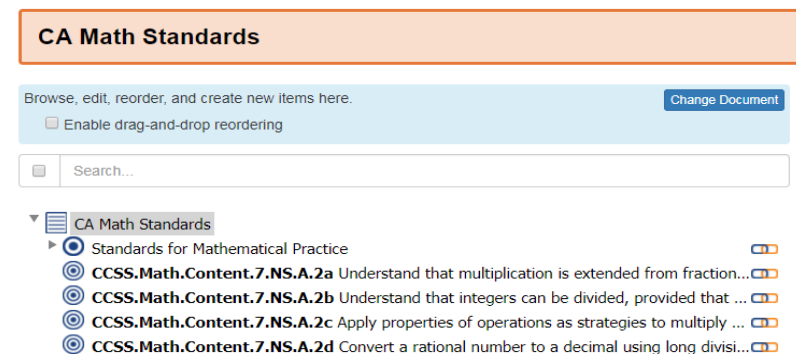 CA Math Standards
Browse, edit, reorder, and create new items here.
Change Document
Enable drag-and-drop reordering
Search...
CA Math Standards
Standards for Mathematical Practice
CCSS.Math.Content.7.NS.A.2a Understand that multiplication is extended from fraction...
CCSS.Math.Content.7.NS.A.2b Understand that integers can be divided, provided that ...
CCSS.Math.Content.7.NS.A.2c Apply properties of operations as strategies to multiply ...
CCSS.Math.Content.7.NS.A.2d Convert a rational number to a decimal using long divisi...